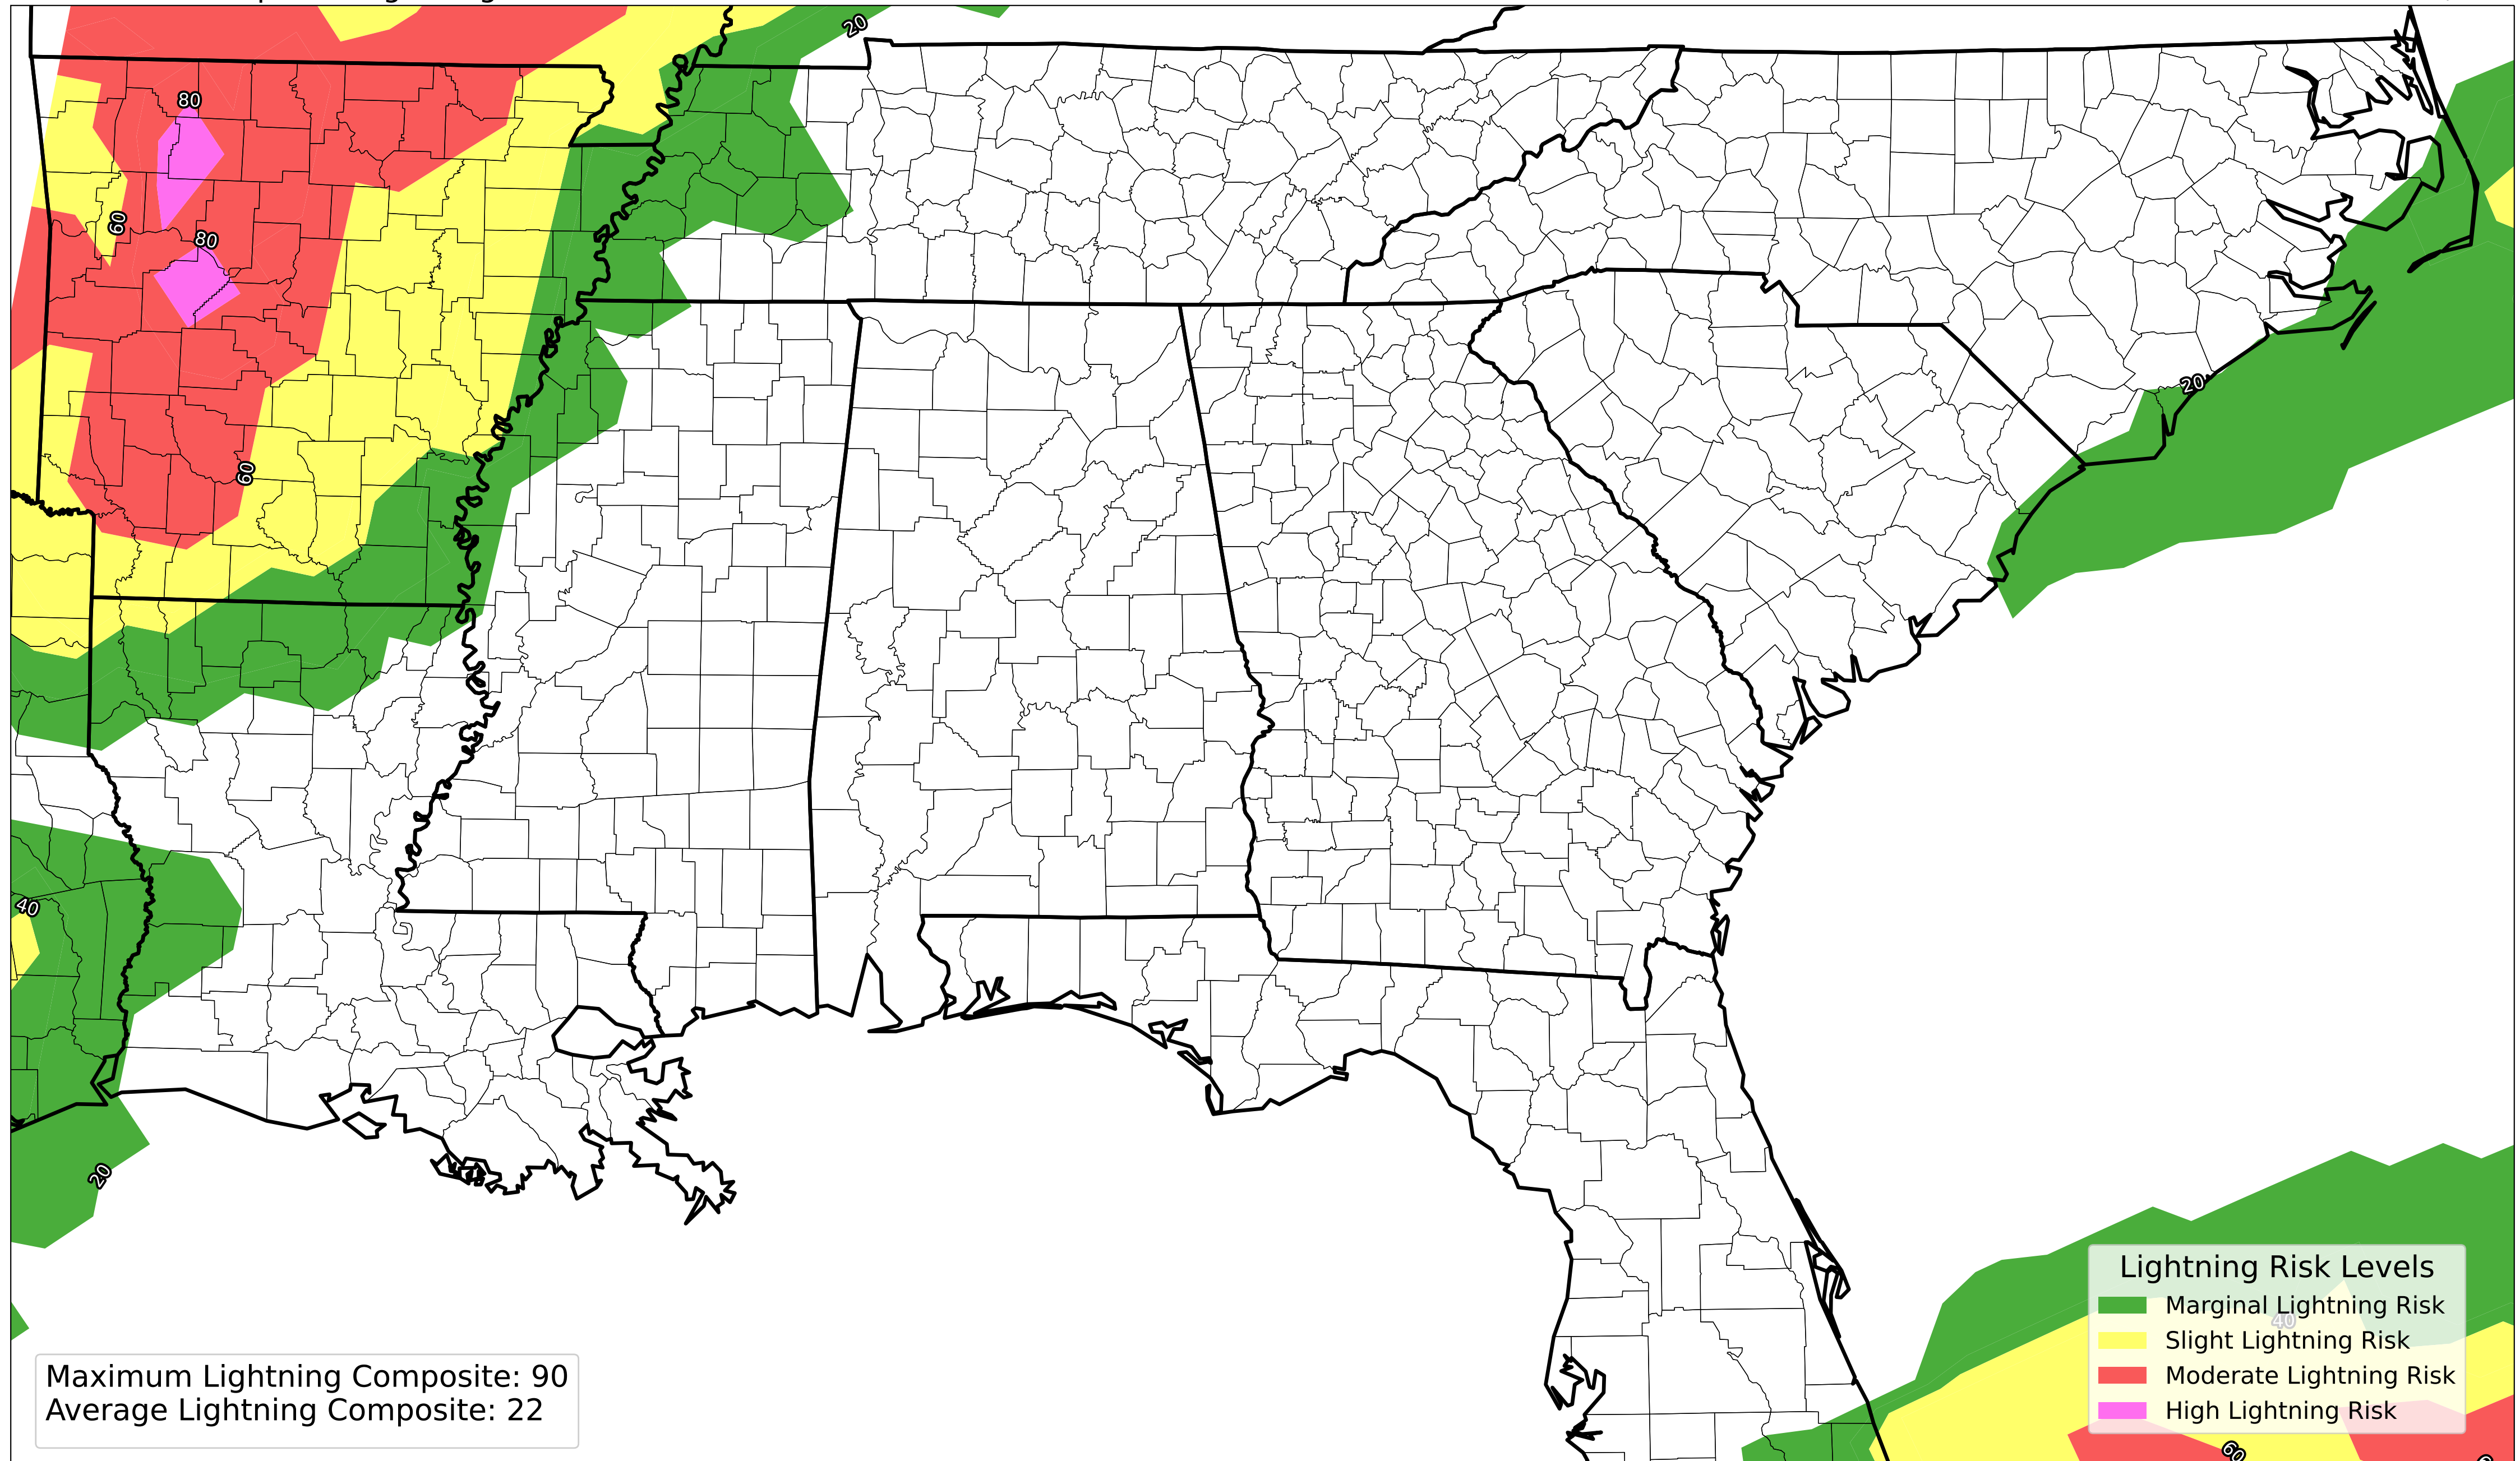 20
80
60
80
20
60
40
20
Lightning Risk Levels
Marginal Lightning Risk
40
Slight Lightning Risk
Moderate Lightning Risk
High Lightning Risk
60
Maximum Lightning Composite: 90
Average Lightning Composite: 22